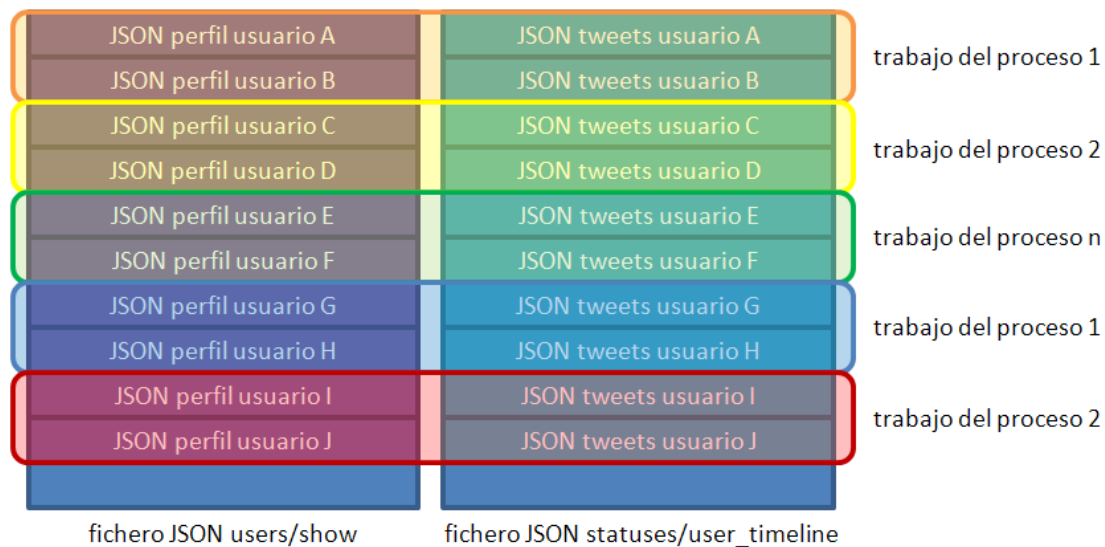 JSON perfil usuario A JSON tweets usuario A
trabajo del proceso 1
JSON perfil usuario B JSON tweets usuario B
JSON perfil usuario C JSON tweets usuario C
trabajo del proceso 2
JSON perfil usuario D JSON tweets usuario D
JSON perfil usuario E JSON tweets usuario E
trabajo del proceso n
JSON perfil usuario F JSON tweets usuario F
JSON perfil usuario G JSON tweets usuario G
trabajo del proceso 1
JSON perfil usuario H JSON tweets usuario H
JSON perfil usuario I JSON tweets usuario I
trabajo del proceso 2
JSON perfil usuario J JSON tweets usuario J
fichero JSON users/show fichero JSON statuses/user_timeline